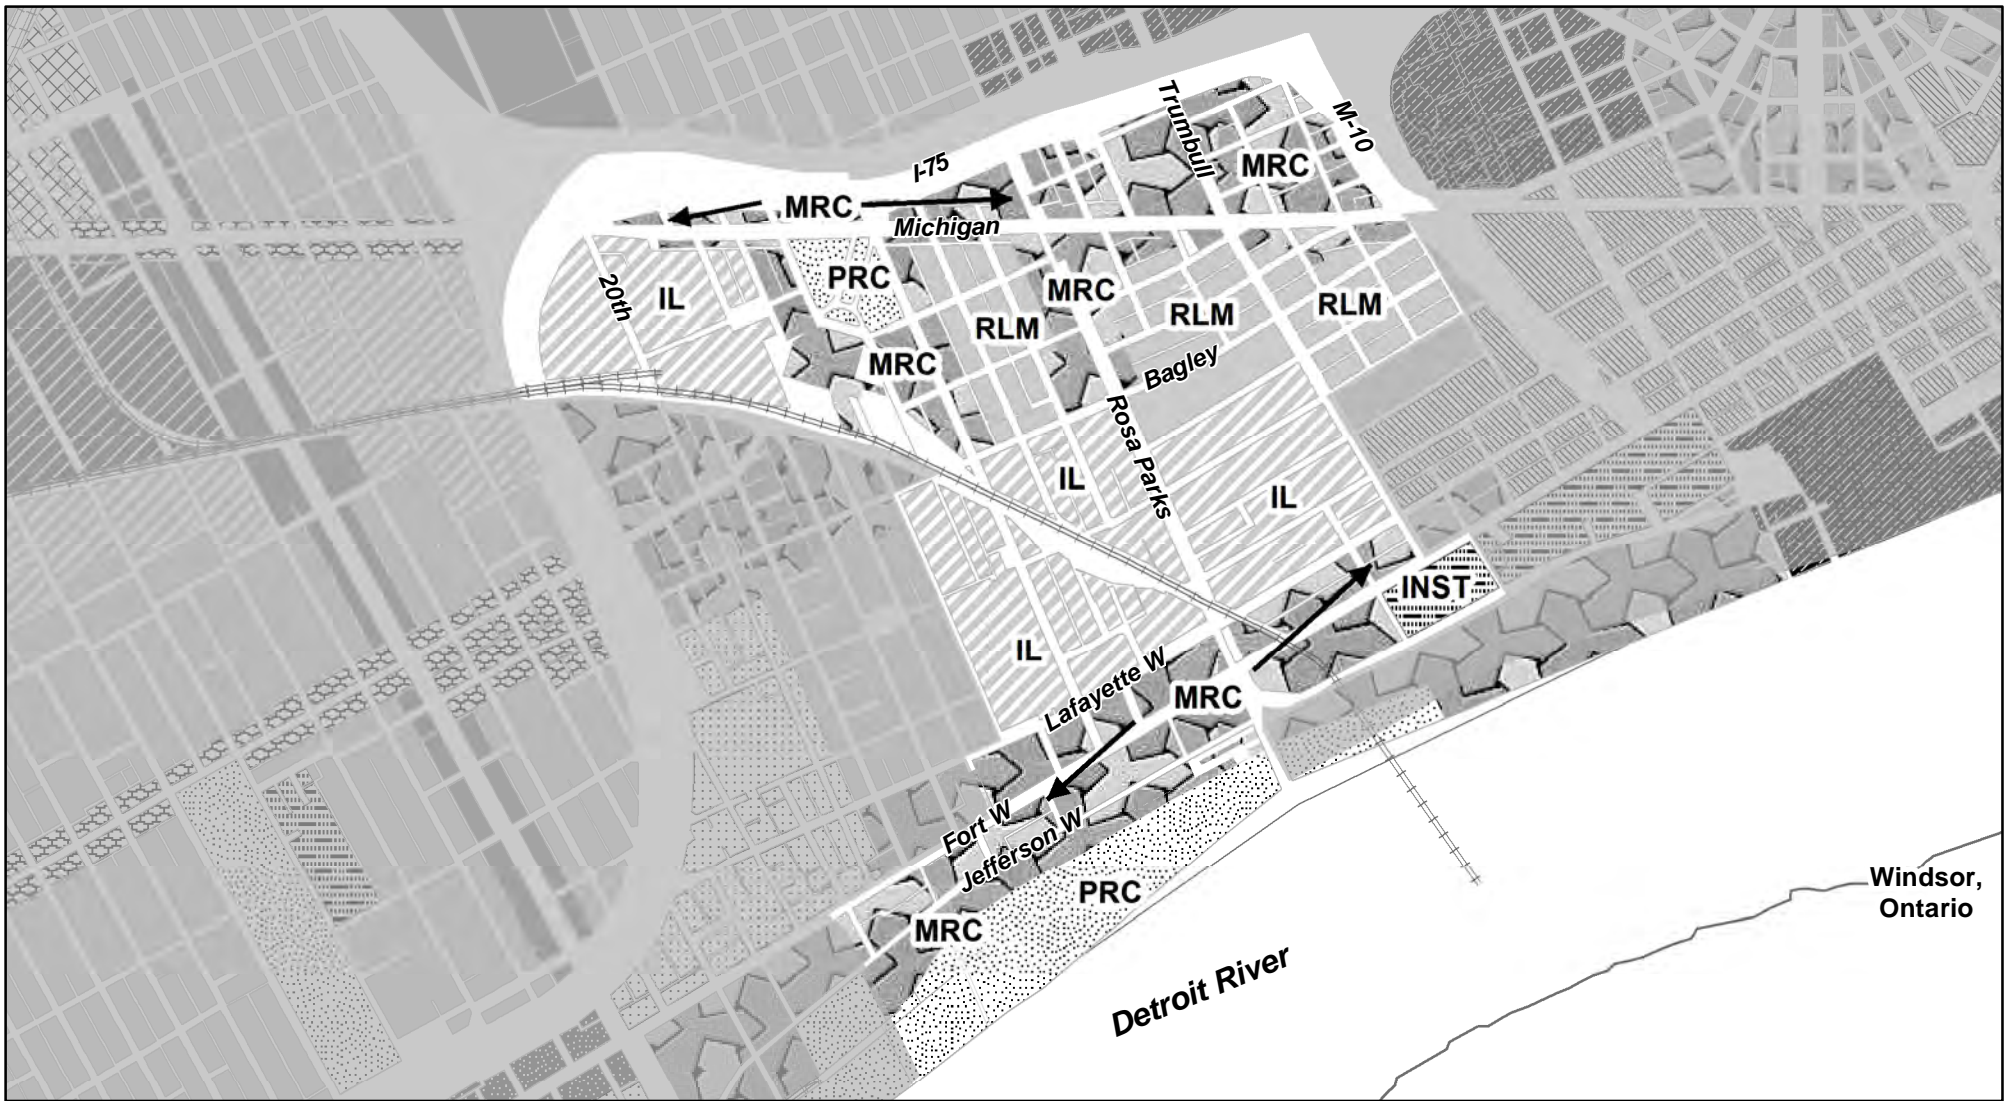 Trumbull
M-10
I-75
MRC
MRC
Michigan
PRC
20th
IL
MRC
RLM
RLM
RLM
MRC
Bagley
Rosa Parks
IL
IL
INST
IL
Lafayette W
MRC
Fort W
Jefferson W
PRC
MRC
Windsor,
Ontario
Detroit River